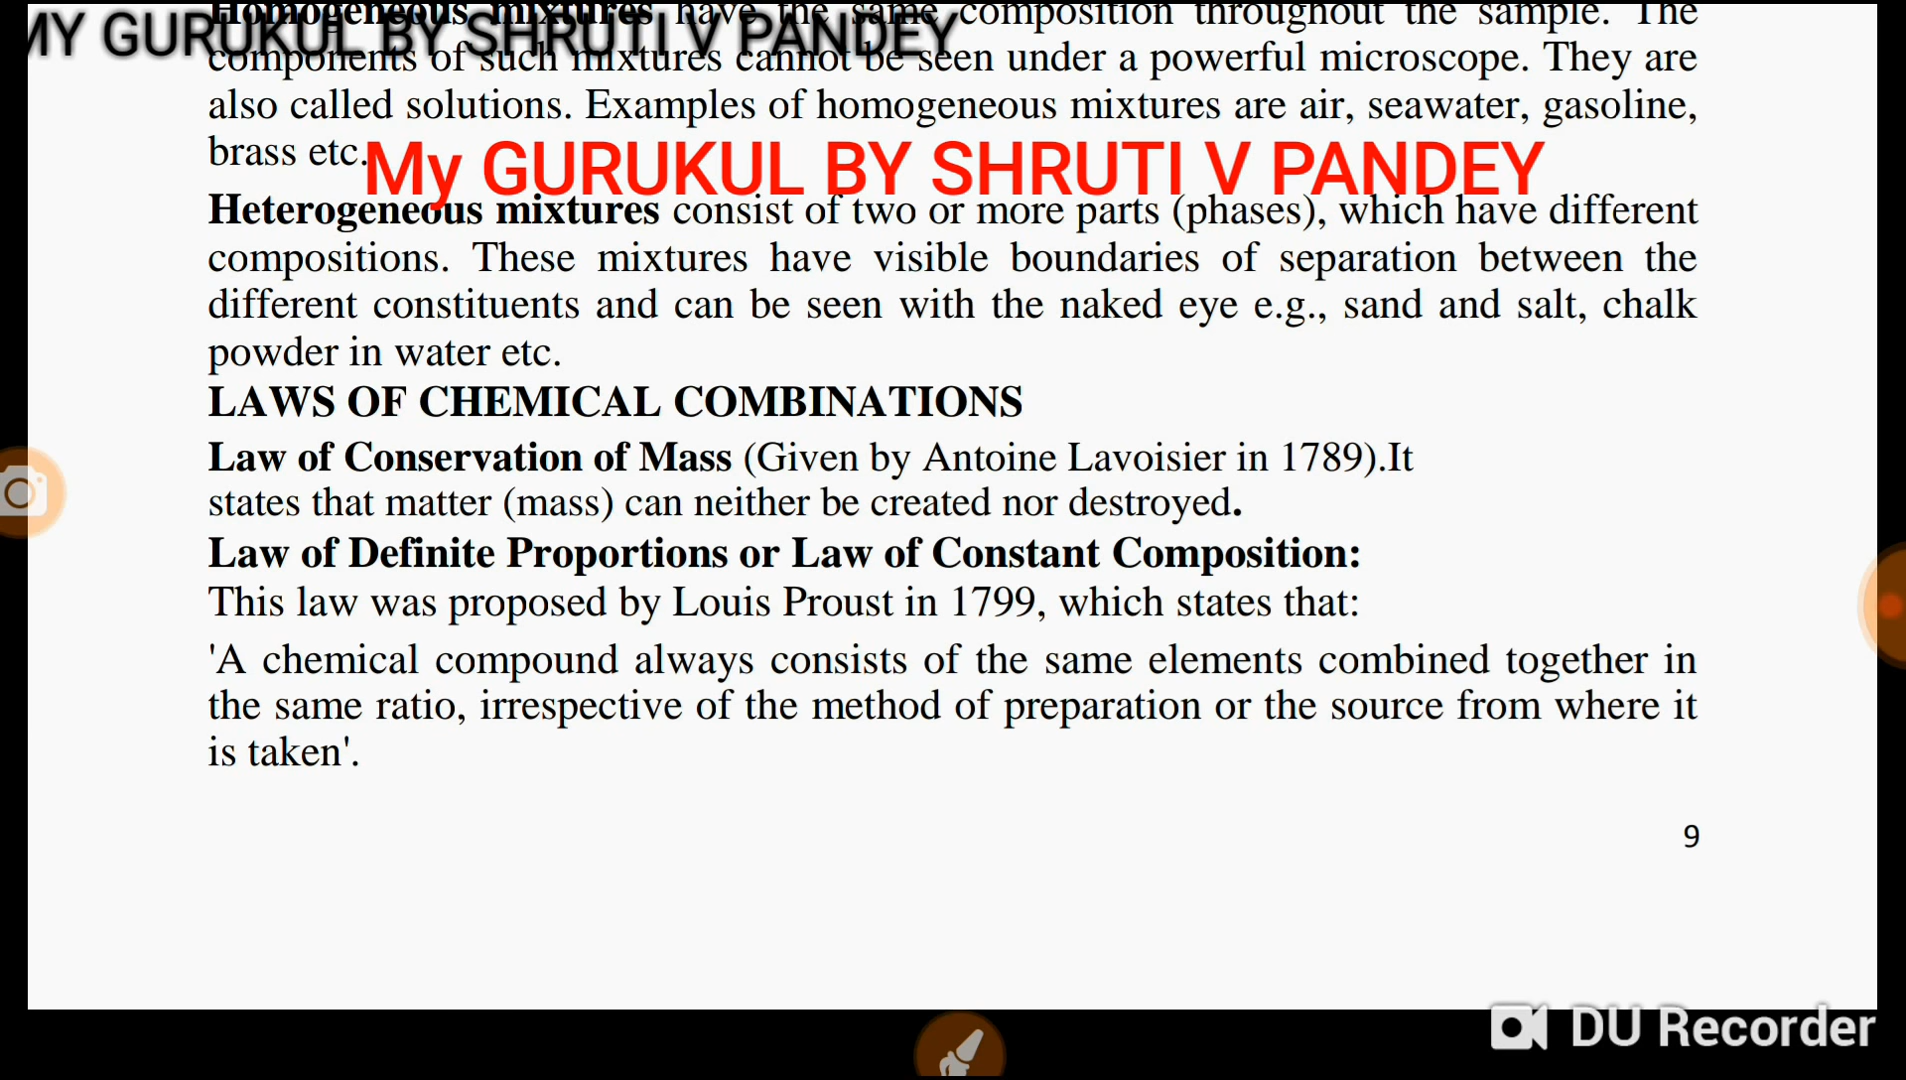 Homogeneous mixtures have the same composition throughout the sample. The
MY GURUKUL BY SHRUTI V PANDEY
components of such mixtures cannot be seen under a powerful microscope. They are
also called solutions. Examples of homogeneous mixtures are air, seawater, gasoline,
brass etc.
My GURUKUL BY SHRUTI V PANDEY
Heterogeneous mixtures consist of two or more parts (phases), which have different
compositions. These mixtures have visible boundaries of separation between the
different constituents and can be seen with the naked eye e.g., sand and salt, chalk
powder in water etc.
LAWS OF CHEMICAL COMBINATIONS
Law of Conservation of Mass (Given by Antoine Lavoisier in 1789).It
states that matter (mass) can neither be created nor destroyed.
Law of Definite Proportions or Law of Constant Composition:
This law was proposed by Louis Proust in 1799, which states that:
'A chemical compound always consists of the same elements combined together in
the same ratio, irrespective of the method of preparation or the source from where it
is taken'.
9
DU Recorder